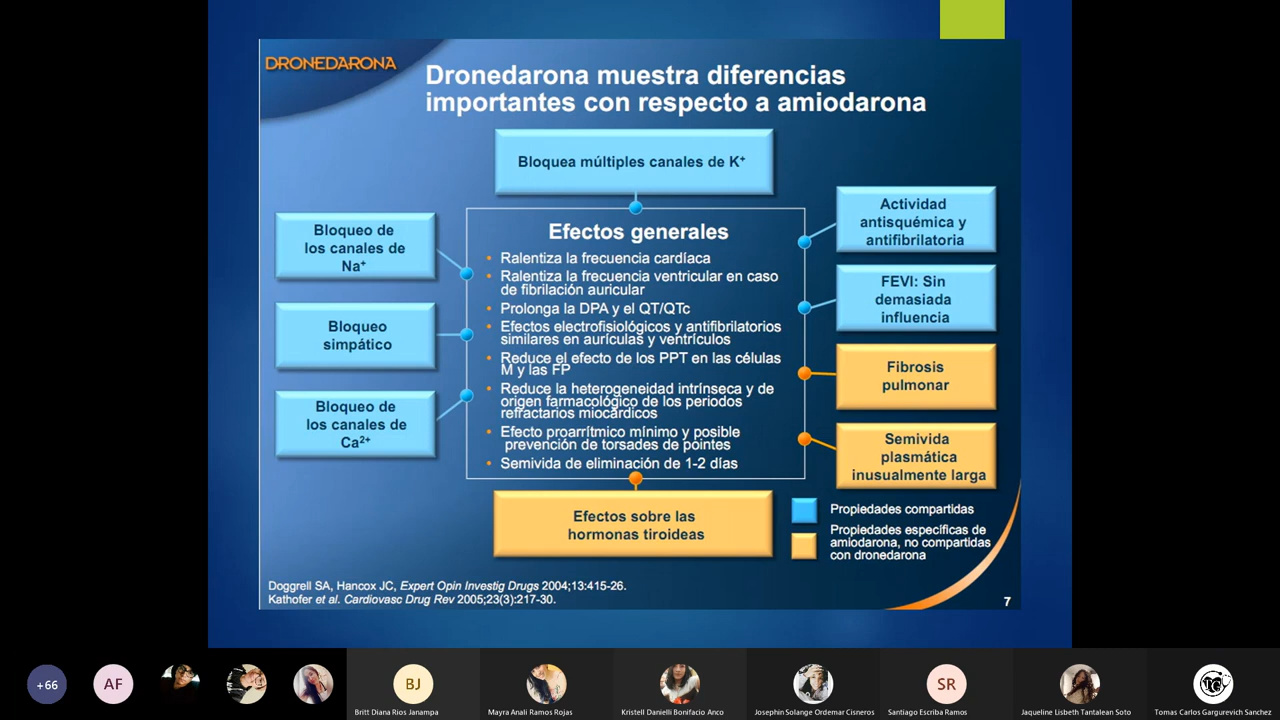 DRONEDARONA
Dronedarona muestra diferencias
importantes con respecto a amiodarona
Bloquea múltiples canales de K⁺
Bloqueo de
los canales de
Na⁺
Bloqueo
simpático
Bloqueo de
los canales de
Ca²⁺
Efectos generales
• Ralentiza la frecuencia cardíaca
• Ralentiza la frecuencia ventricular en caso
de fibrilación auricular
• Prolonga la DPA y el QT/QTc
• Efectos electrofisiológicos y antifibrilatorios
similares en aurículas y ventrículos
• Reduce el efecto de los PPT en las células
M y las FP
• Reduce la heterogeneidad intrínseca y de
origen farmacológico de los periodos
refractarios miocárdicos
• Efecto proarrítmico mínimo y posible
prevención de torsades de pointes
• Semivida de eliminación de 1-2 días
Actividad
antisquémica y
antifibrilatoria
FEVI: Sin
demasiada
influencia
Fibrosis
pulmonar
Semivida
plasmática
inusualmente larga
Efectos sobre las
hormonas tiroideas
Propiedades compartidas
Propiedades específicas de
amiodarona, no compartidas
con dronedarona
Doggrell SA, Hancox JC, Expert Opin Investig Drugs 2004;13:415-26.
Kathofer et al. Cardiovasc Drug Rev 2005;23(3):217-30.
7
+66
AF
BJ
SR
Britt Diana Rios Janampa
Mayra Anali Ramos Rojas
Kristell Danielli Bonifacio Anco
Josephin Solange Ordemar Cisneros
Santiago Escriba Ramos
Jaqueline Lisbeth Tantalean Soto
Tomas Carlos Gargurevich Sanchez